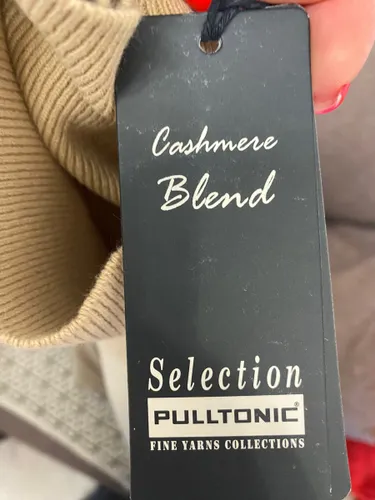 Cashmere
Blend
Selection
PULLTONIC®
FINE YARNS COLLECTIONS